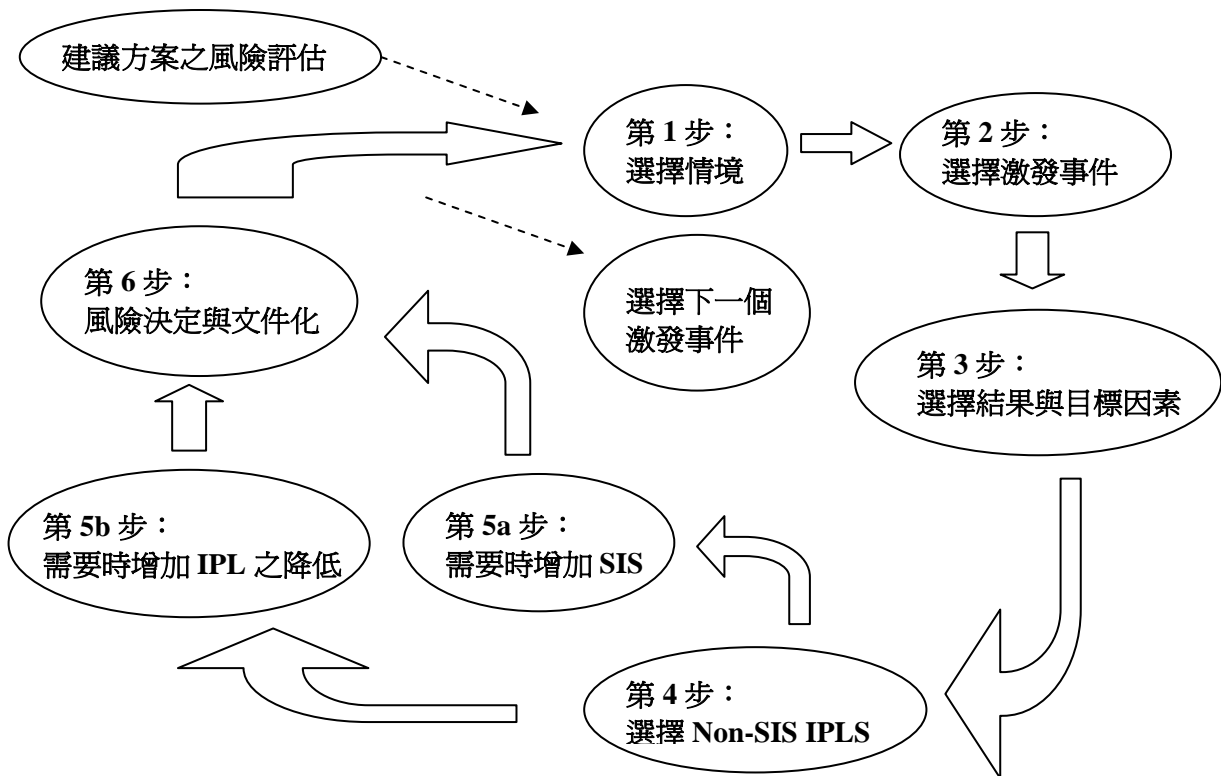 建議方案之風險評估
第 1 步：
選擇情境
第 2 步：
選擇激發事件
第 6 步：
風險決定與文件化
選擇下一個
激發事件
第 3 步：
選擇結果與目標因素
第 5b 步：
需要時增加 IPL 之降低
第 5a 步：
需要時增加 SIS
第 4 步：
選擇 Non-SIS IPLS